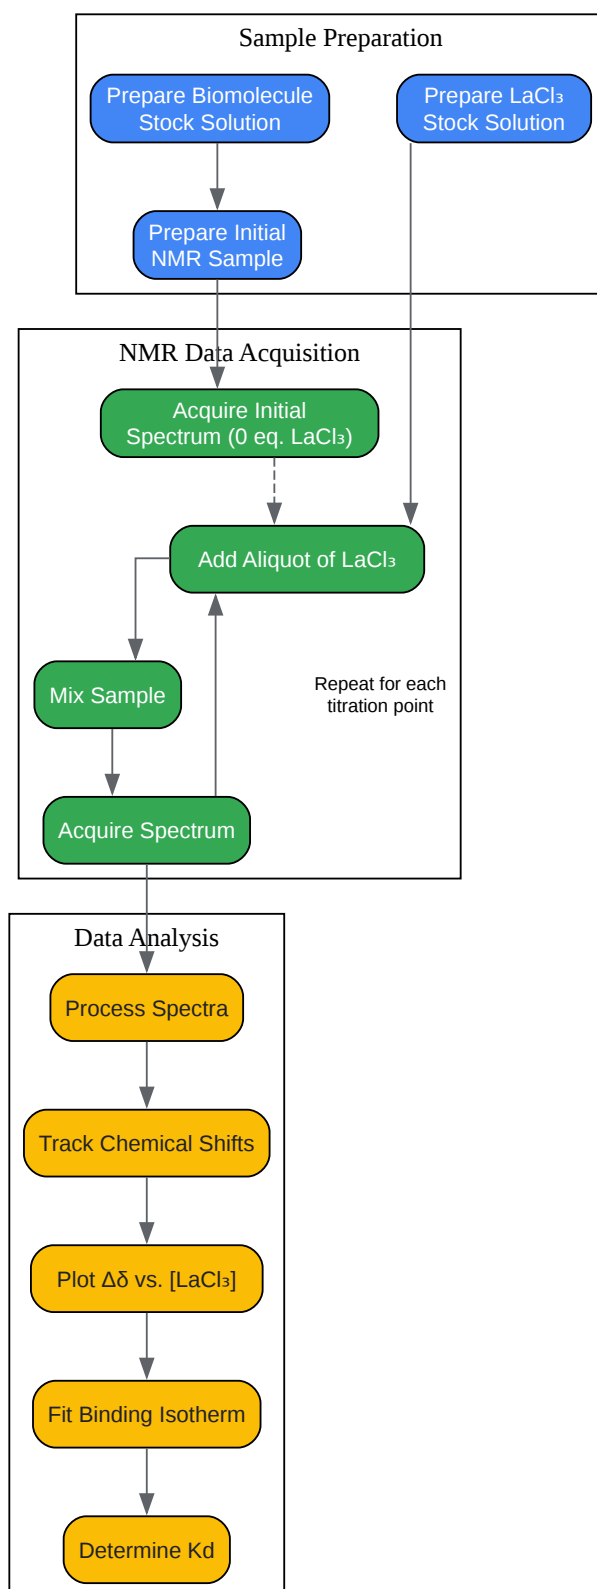 Sample Preparation
Prepare Biomolecule
Stock Solution
Prepare LaCl₃
Stock Solution
Prepare Initial
NMR Sample
NMR Data Acquisition
Acquire Initial
Spectrum (0 eq. LaCl₃)
Add Aliquot of LaCl₃
Mix Sample
Repeat for each
titration point
Acquire Spectrum
Data Analysis
Process Spectra
Track Chemical Shifts
Plot Δδ vs. [LaCl₃]
Fit Binding Isotherm
Determine Kd